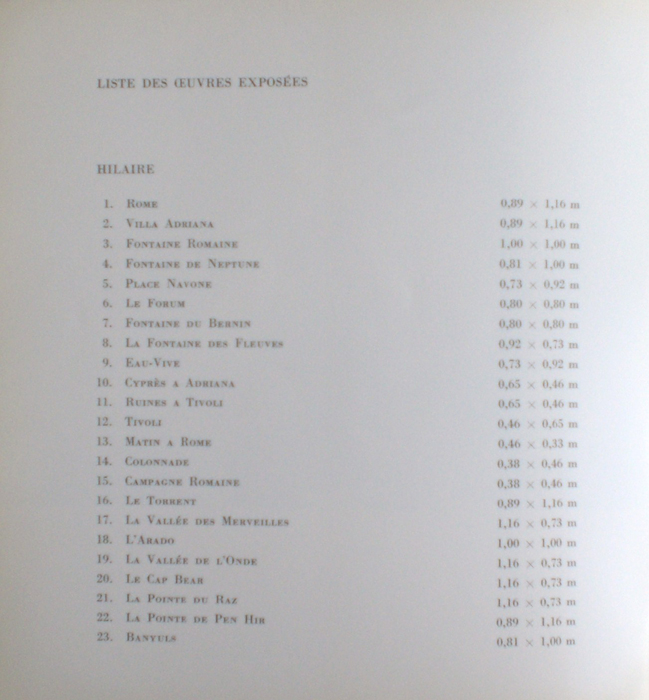 LISTE DES ŒUVRES EXPOSÉES
HILAIRE
1. ROME 0,89 × 1,16 m
2. VILLA ADRIANA 0,89 × 1,16 m
3. FONTAINE ROMAINE 1,00 × 1,00 m
4. FONTAINE DE NEPTUNE 0,81 × 1,00 m
5. PLACE NAVONE 0,73 × 0,92 m
6. LE FORUM 0,80 × 0,80 m
7. FONTAINE DU BERNIN 0,80 × 0,80 m
8. LA FONTAINE DES FLEUVES 0,92 × 0,73 m
9. EAU-VIVE 0,73 × 0,92 m
10. CYPRÈS A ADRIANA 0,65 × 0,46 m
11. RUINES A TIVOLI 0,65 × 0,46 m
12. TIVOLI 0,46 × 0,65 m
13. MATIN A ROME 0,46 × 0,33 m
14. COLONNADE 0,38 × 0,46 m
15. CAMPAGNE ROMAINE 0,38 × 0,46 m
16. LE TORRENT 0,89 × 1,16 m
17. LA VALLÉE DES MERVEILLES 1,16 × 0,73 m
18. L'ARADO 1,00 × 1,00 m
19. LA VALLÉE DE L'ONDE 1,16 × 0,73 m
20. LE CAP BEAR 1,16 × 0,73 m
21. LA POINTE DU RAZ 1,16 × 0,73 m
22. LA POINTE DE PEN HIR 0,89 × 1,16 m
23. BANYULS 0,81 × 1,00 m